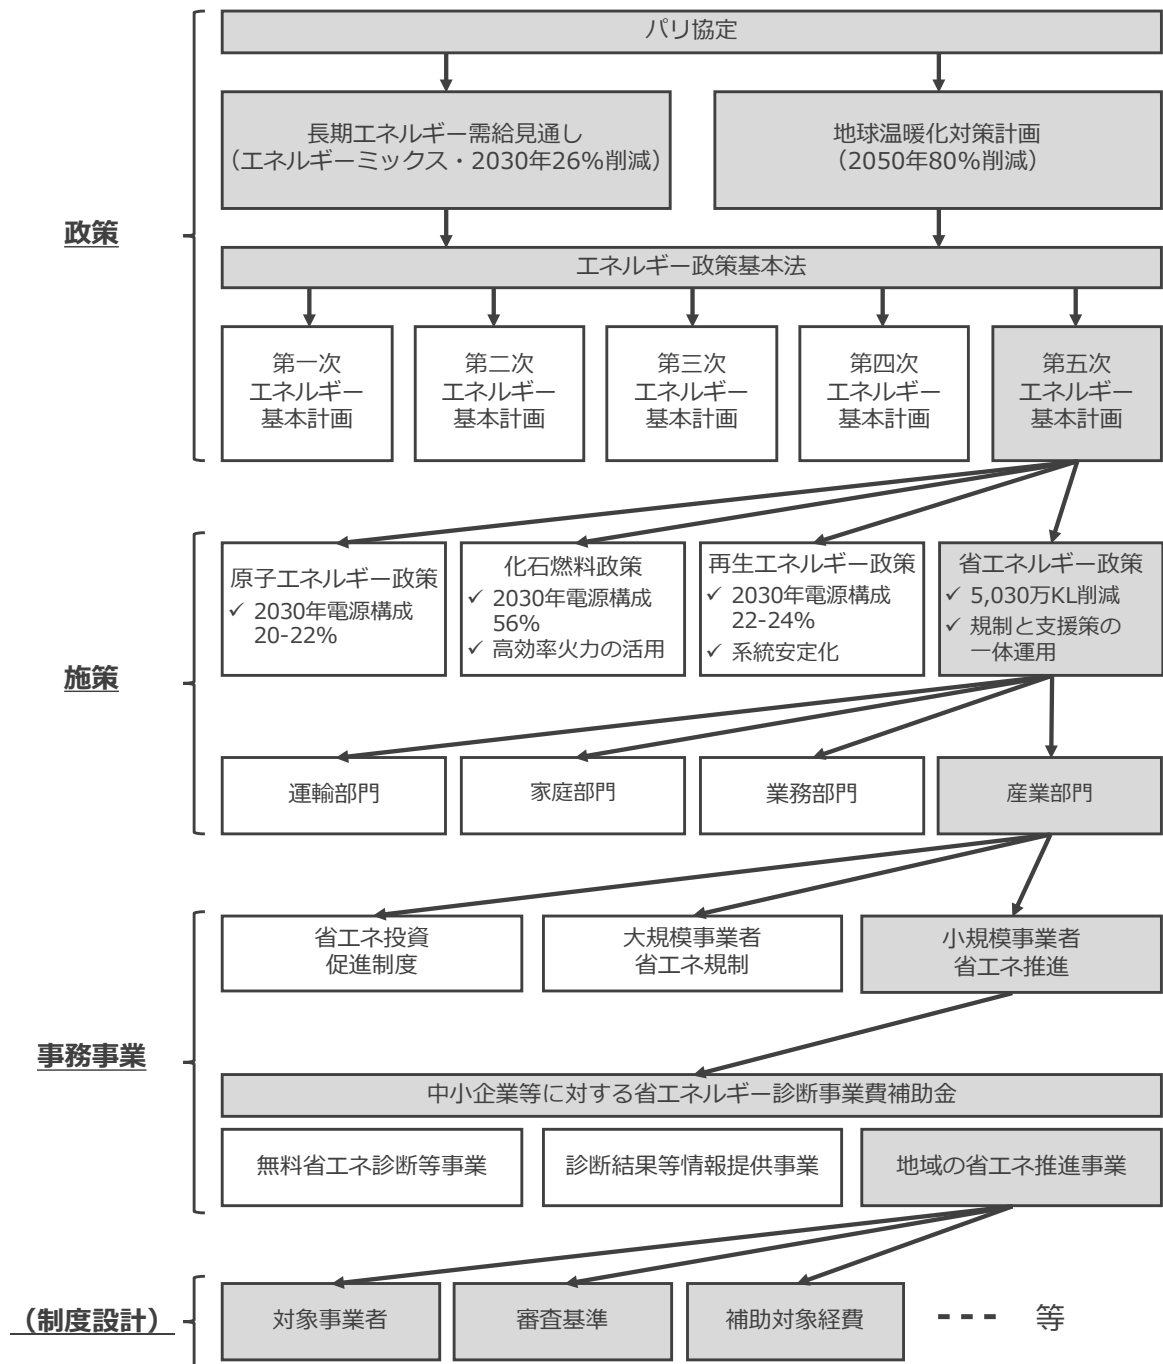 パリ協定
長期エネルギー需給見通し
（エネルギーミックス・2030年26%削減）
地球温暖化対策計画
（2050年80%削減）
政策
エネルギー政策基本法
第一次
エネルギー
基本計画
第二次
エネルギー
基本計画
第三次
エネルギー
基本計画
第四次
エネルギー
基本計画
第五次
エネルギー
基本計画
施策
原子エネルギー政策
✓ 2030年電源構成
20-22%
化石燃料政策
✓ 2030年電源構成
56%
✓ 高効率火力の活用
再生エネルギー政策
✓ 2030年電源構成
22-24%
✓ 系統安定化
省エネルギー政策
✓ 5,030万KL削減
✓ 規制と支援策の
一体運用
運輸部門
家庭部門
業務部門
産業部門
事務事業
省エネ投資
促進制度
大規模事業者
省エネ規制
小規模事業者
省エネ推進
中小企業等に対する省エネルギー診断事業費補助金
無料省エネ診断等事業
診断結果等情報提供事業
地域の省エネ推進事業
（制度設計）
対象事業者
審査基準
補助対象経費
--- 等